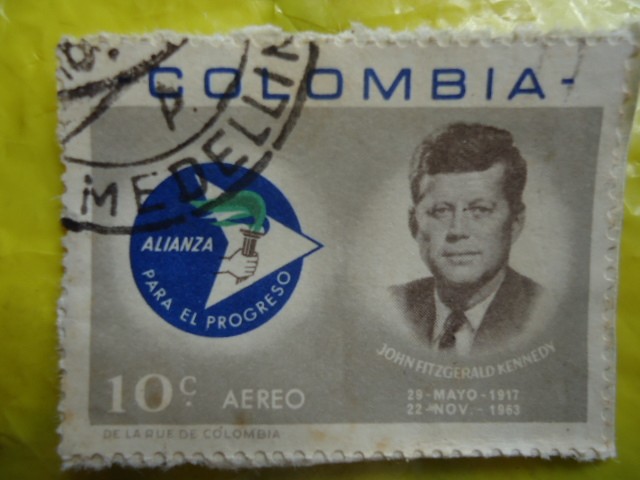 COLOMBIA-
P.
MEDELLIN
ALIANZA
PARA EL PROGRESO
JOHN FITZGERALD KENNEDY
29-MAYO-1917
22-NOV.-1963
10c. AEREO
DE LA RUE DE COLOMBIA